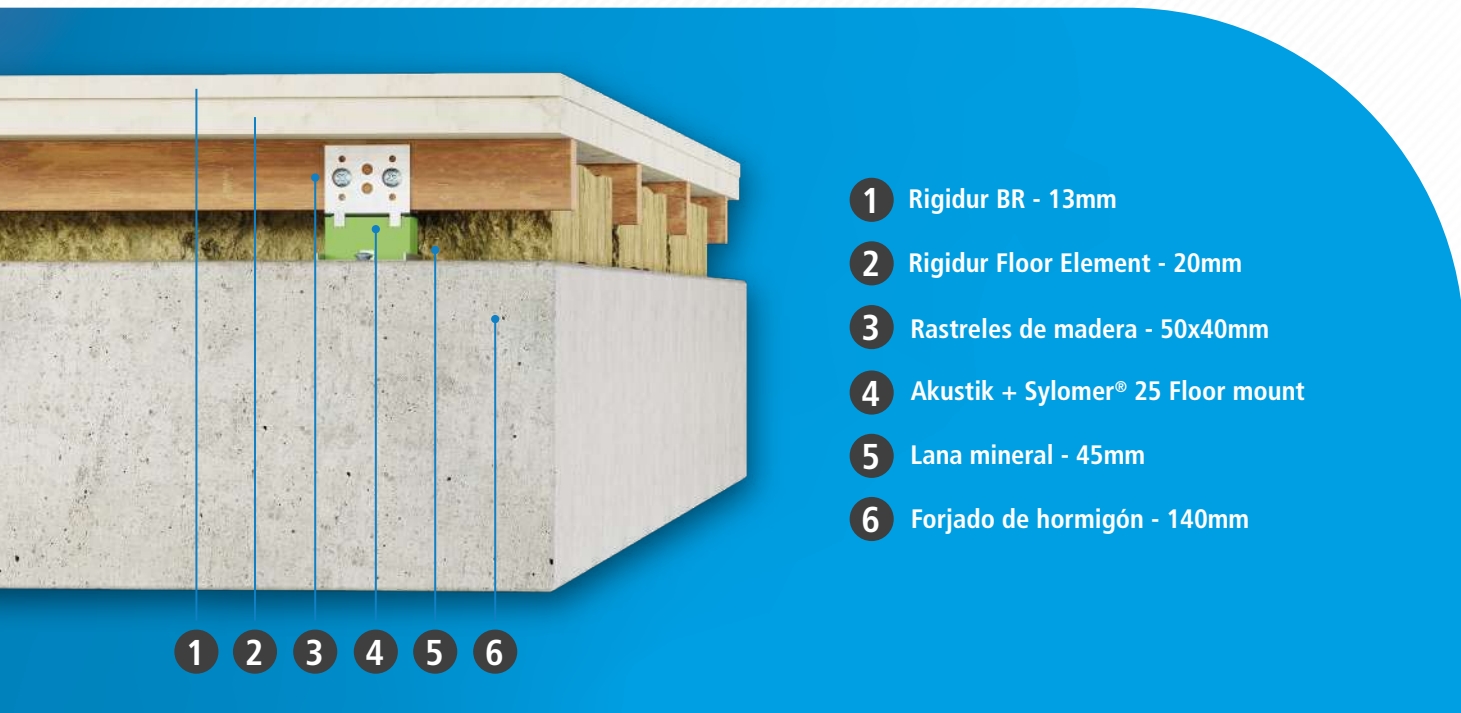 1 Rigidur BR - 13mm
2 Rigidur Floor Element - 20mm
3 Rastreles de madera - 50x40mm
4 Akustik + Sylomer® 25 Floor mount
5 Lana mineral - 45mm
6 Forjado de hormigón - 140mm
1 2 3 4 5 6